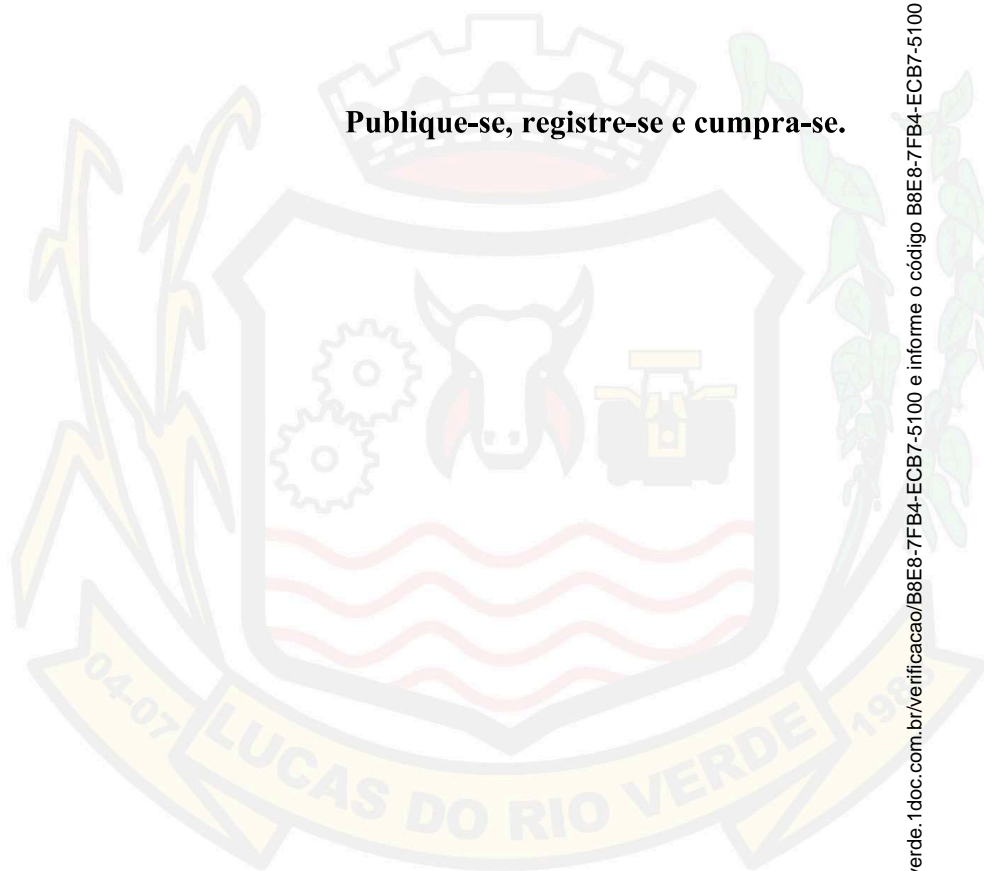 Publique-se, registre-se e cumpra-se.
04-07
LUCAS DO RIO VERDE
1988
verde.1doc.com.br/verificacao/B8E8-7FB4-ECB7-5100 e informe o código B8E8-7FB4-ECB7-5100